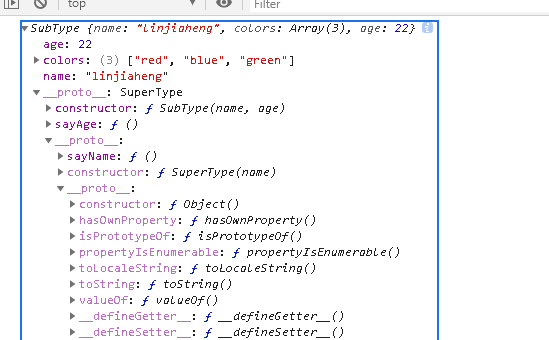 top
Filter
SubType {name: "linjiaheng", colors: Array(3), age: 22}
age: 22
colors: (3) ["red", "blue", "green"]
name: "linjiaheng"
__proto__: SuperType
constructor: ƒ SubType(name, age)
sayAge: ƒ ()
__proto__:
sayName: ƒ ()
constructor: ƒ SuperType(name)
__proto__:
constructor: ƒ Object()
hasOwnProperty: ƒ hasOwnProperty()
isPrototypeOf: ƒ isPrototypeOf()
propertyIsEnumerable: ƒ propertyIsEnumerable()
toLocaleString: ƒ toLocaleString()
toString: ƒ toString()
valueOf: ƒ valueOf()
__defineGetter__: ƒ __defineGetter__()
__defineSetter__: ƒ __defineSetter__()